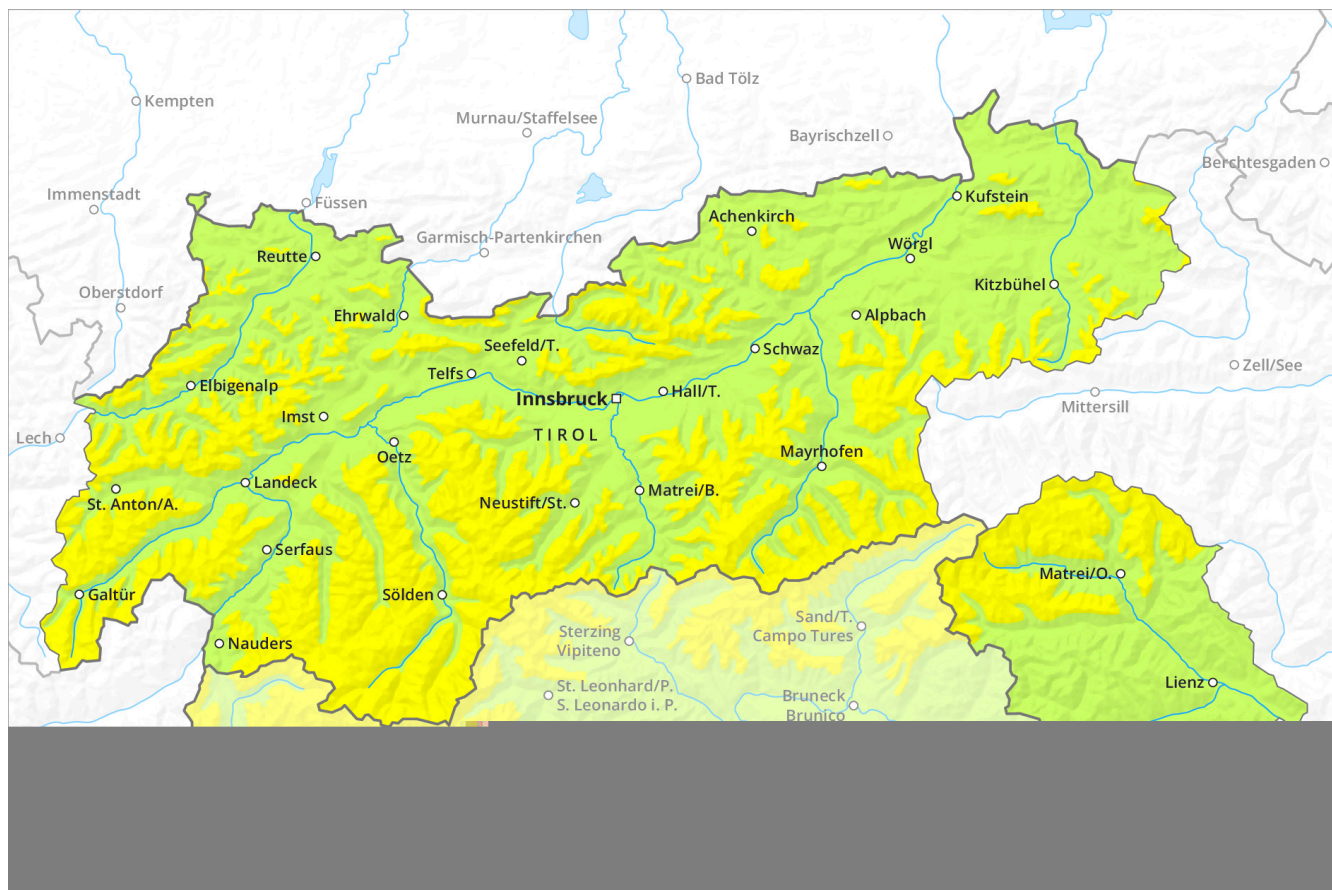 Bad Tölz
Kempten
Murnau/Staffelsee
Bayrischzell
Berchtesgaden
Immenstadt
Füssen
Kufstein
Achenkirch
Garmisch-Partenkirchen
Wörgl
Reutte
Kitzbühel
Oberstdorf
Ehrwald
Alpbach
Seefeld/T.
Schwaz
Zell/See
Telfs
Elbigenalp
Hall/T.
Innsbruck
Mittersill
Imst
TIROL
Lech
Oetz
Mayrhofen
Landeck
St. Anton/A.
Neustift/St.
Matrei/B.
Serfaus
Matrei/O.
Galtür
Sölden
Sand/T.
Campo Tures
Sterzing
Vipiteno
Nauders
Lienz
St. Leonhard/P.
S. Leonardo i. P.
Bruneck
Brunico